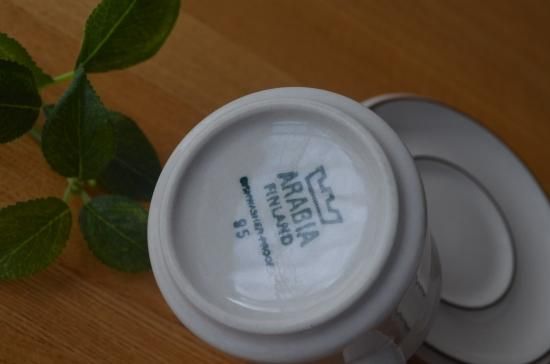 ARABIA
FINLAND
DISHWASHER-PROOF
85